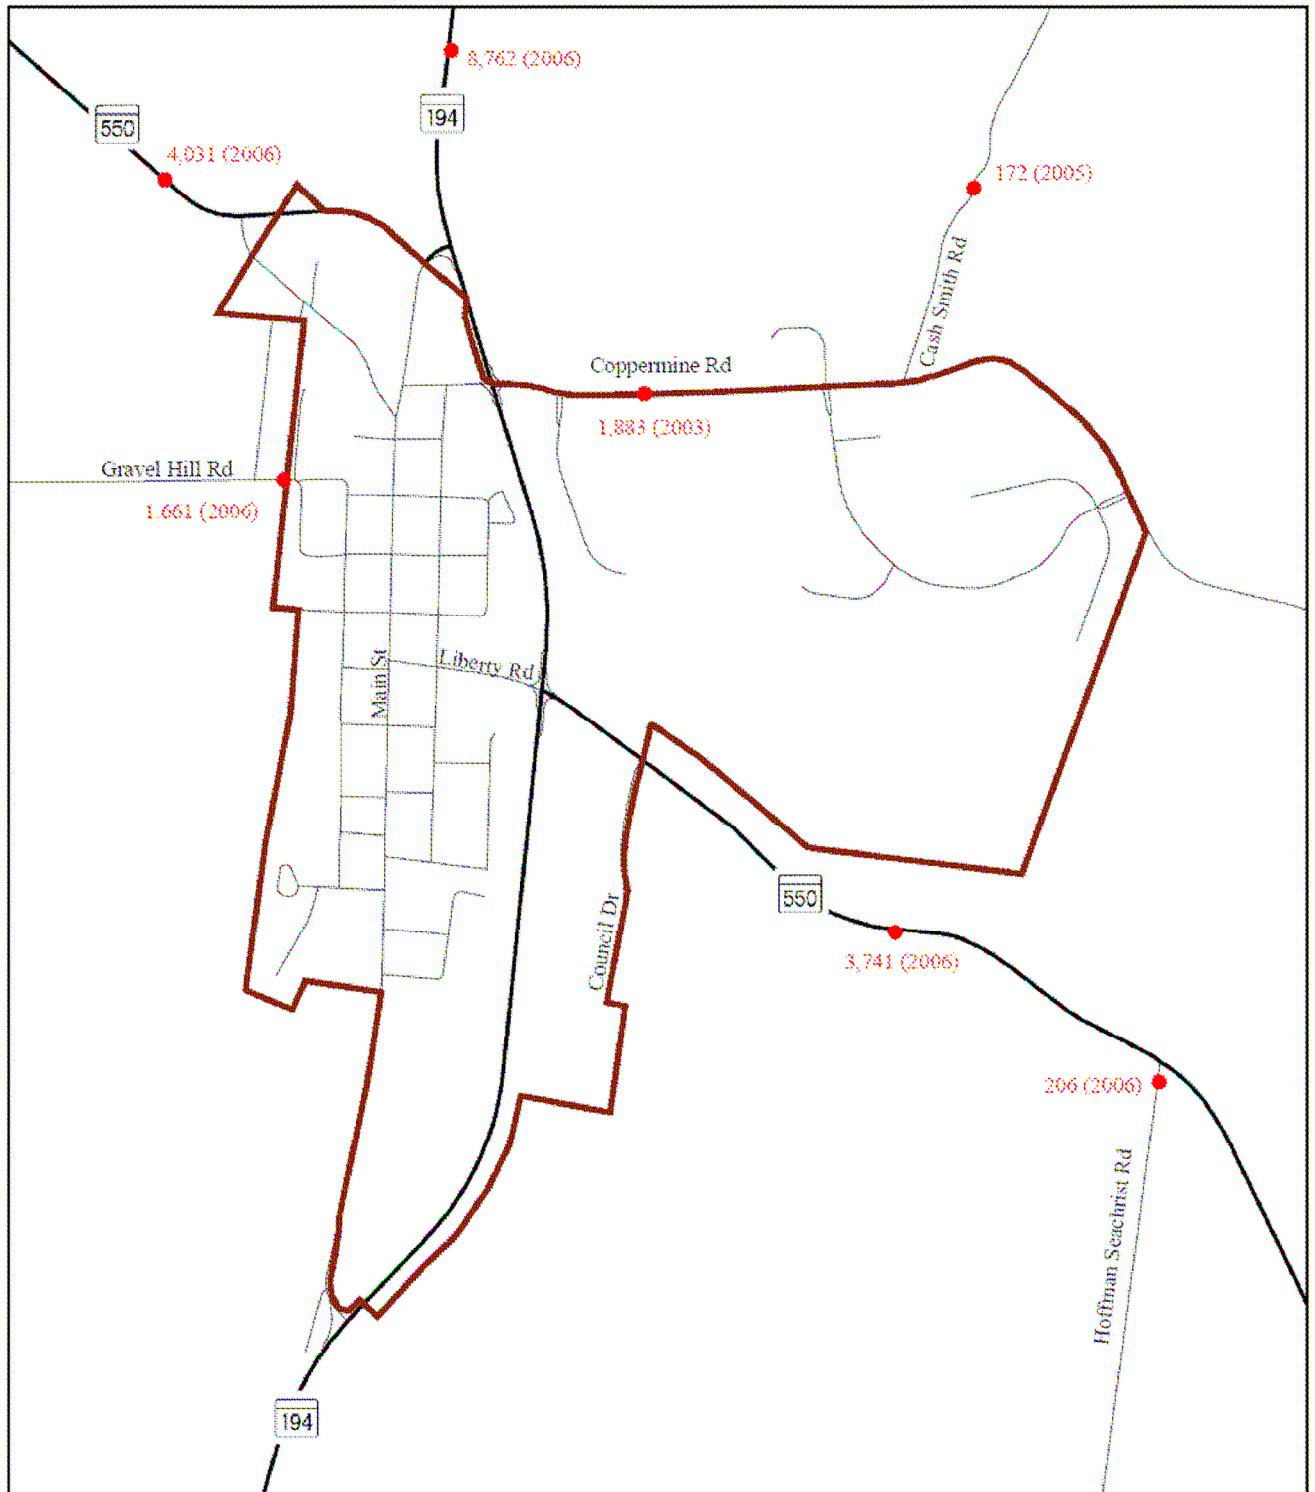 8,762 (2006)
194
550
4,031 (2006)
172 (2005)
Cash Smith Rd
Coppermine Rd
1,883 (2003)
Gravel Hill Rd
1,661 (2006)
Main St
Liberty Rd
550
Council Dr
3,741 (2006)
206 (2006)
Hoffman Seachrist Rd
194